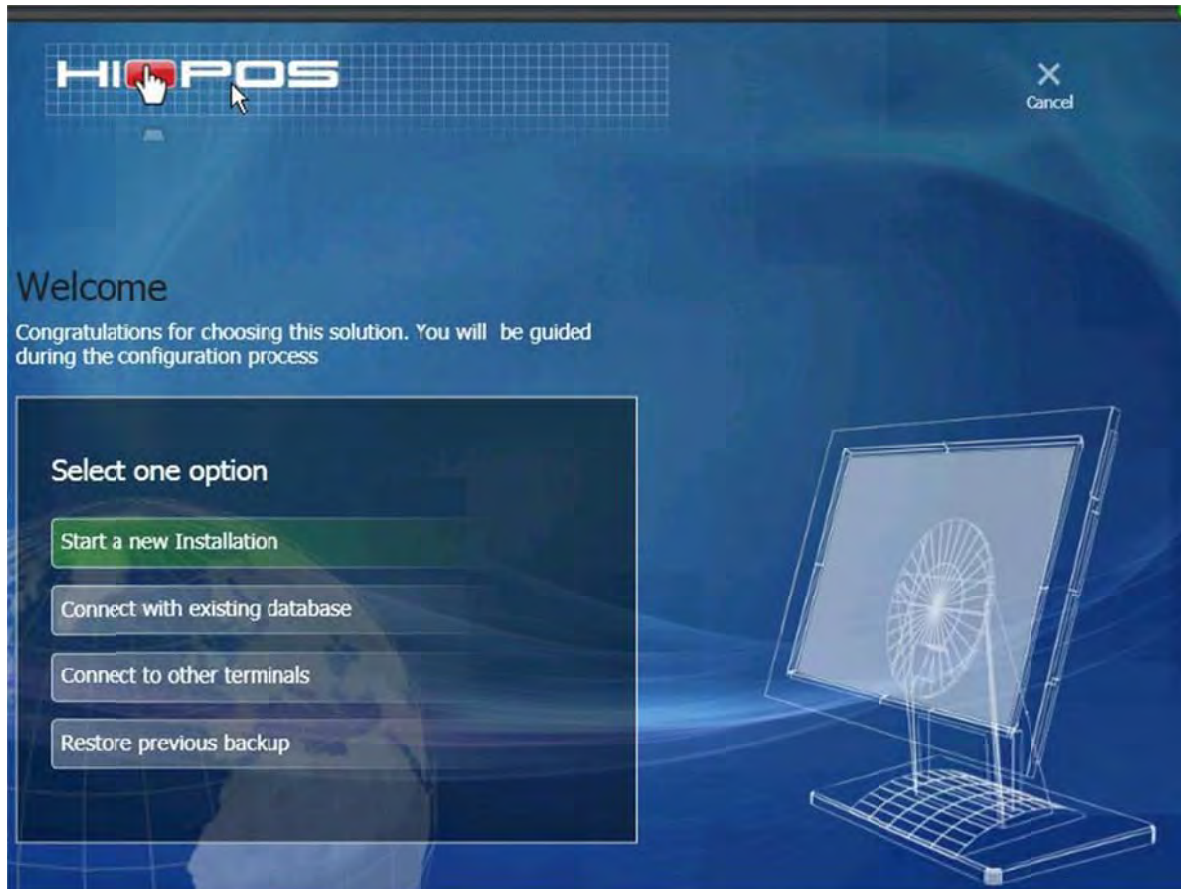 HIOPOS
Cancel
Welcome
Congratulations for choosing this solution. You will be guided
during the configuration process
Select one option
Start a new Installation
Connect with existing database
Connect to other terminals
Restore previous backup